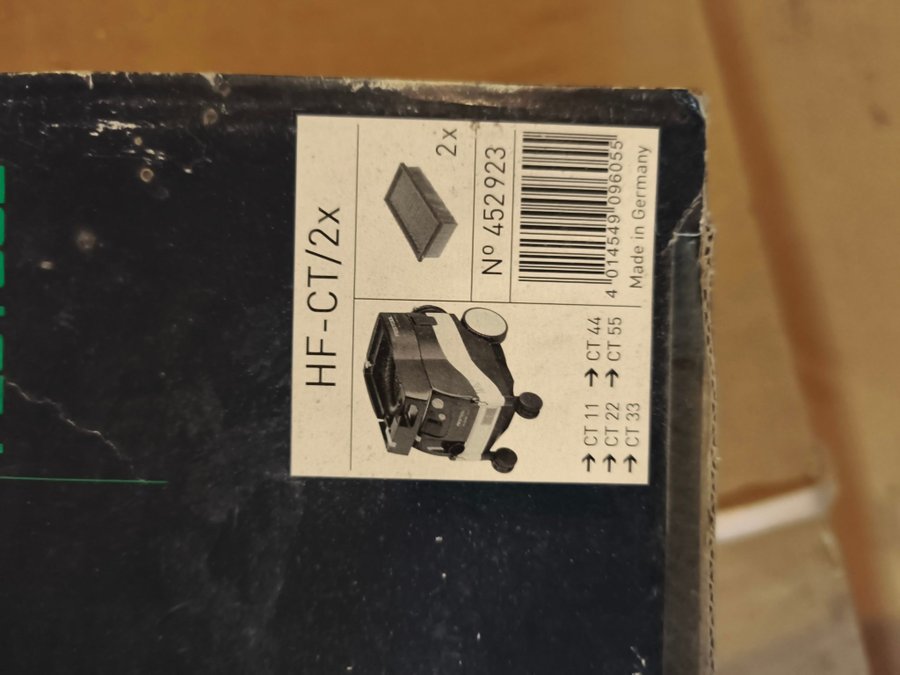 HF-CT/2x
2x
Nº 452923
4 014549 096055
Made in Germany
→ CT 11 → CT 44
→ CT 22 → CT 55
→ CT 33